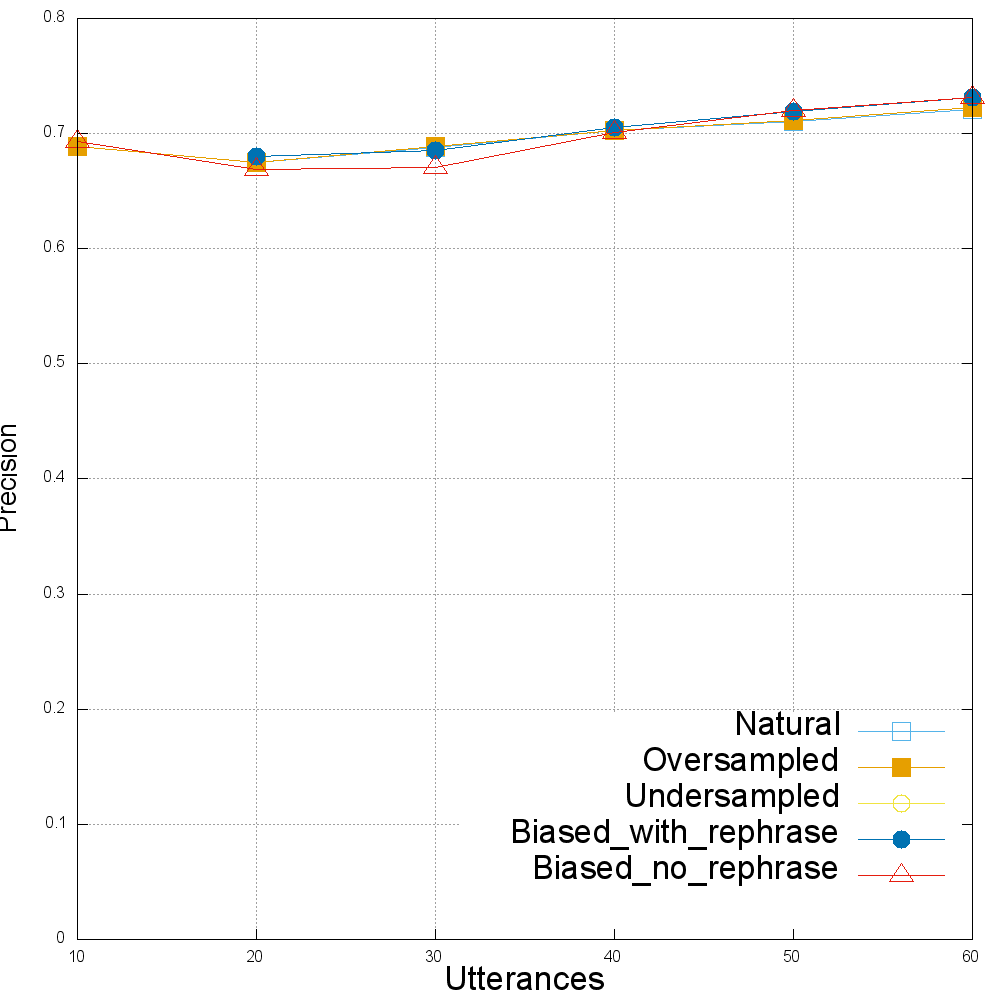 0.8
0.7
0.6
0.5
0.4
0.3
0.2
0.1
0
Precision
Natural
Oversampled
Undersampled
Biased_with_rephrase
Biased_no_rephrase
10 20 30 40 50 60
Utterances